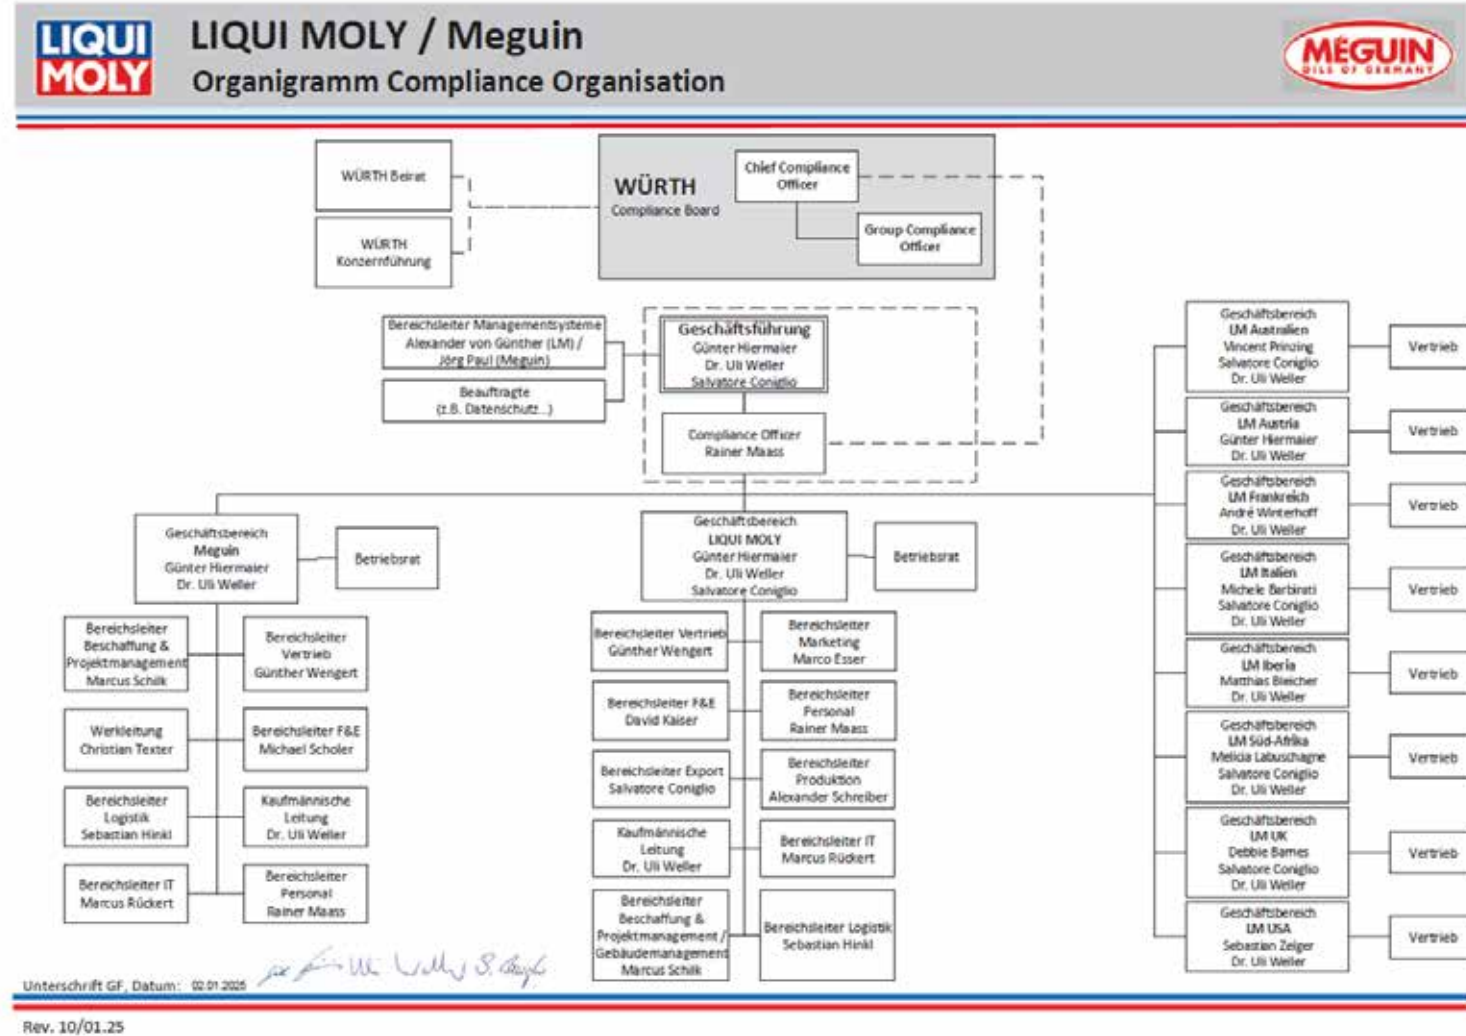 LIQUI
MOLY
LIQUI MOLY / Meguin
Organigramm Compliance Organisation
MEGUIN
OILS OF GERMANY
WÜRTH Beirat
WÜRTH
Konzernführung
WÜRTH
Compliance Board
Chief Compliance
Officer
Group Compliance
Officer
Bereichsleiter Managementsysteme
Alexander von Günther (LM) /
Jörg Paul (Meguin)
Beauftragte
(z.B. Datenschutz...)
Geschäftsführung
Günter Hiermaier
Dr. Uli Weller
Salvatore Coniglio
Compliance Officer
Rainer Maass
Geschäftsbereich
Meguin
Günter Hiermaier
Dr. Uli Weller
Betriebsrat
Bereichsleiter
Beschaffung &
Projektmanagement
Marcus Schilk
Bereichsleiter
Vertrieb
Günther Wengert
Werkleitung
Christian Texter
Bereichsleiter F&E
Michael Scholer
Bereichsleiter
Logistik
Sebastian Hinkl
Kaufmännische
Leitung
Dr. Uli Weller
Bereichsleiter IT
Marcus Rückert
Bereichsleiter
Personal
Rainer Maass
Geschäftsbereich
LIQUI MOLY
Günter Hiermaier
Dr. Uli Weller
Salvatore Coniglio
Betriebsrat
Bereichsleiter Vertrieb
Günther Wengert
Bereichsleiter
Marketing
Marco Esser
Bereichsleiter F&E
David Kaiser
Bereichsleiter
Personal
Rainer Maass
Bereichsleiter Export
Salvatore Coniglio
Bereichsleiter
Produktion
Alexander Schreiber
Kaufmännische
Leitung
Dr. Uli Weller
Bereichsleiter IT
Marcus Rückert
Bereichsleiter
Beschaffung &
Projektmanagement /
Gebäudemanagement
Marcus Schilk
Bereichsleiter Logistik
Sebastian Hinkl
Geschäftsbereich
LM Australien
Vincent Prinzing
Salvatore Coniglio
Dr. Uli Weller
Vertrieb
Geschäftsbereich
LM Austria
Günter Hiermaier
Dr. Uli Weller
Vertrieb
Geschäftsbereich
LM Frankreich
André Winterhoff
Dr. Uli Weller
Vertrieb
Geschäftsbereich
LM Italien
Michele Barbirati
Salvatore Coniglio
Dr. Uli Weller
Vertrieb
Geschäftsbereich
LM Iberia
Matthias Bleicher
Dr. Uli Weller
Vertrieb
Geschäftsbereich
LM Süd-Afrika
Melicia Labuschagne
Salvatore Coniglio
Dr. Uli Weller
Vertrieb
Geschäftsbereich
LM UK
Debbie Barnes
Salvatore Coniglio
Dr. Uli Weller
Vertrieb
Geschäftsbereich
LM USA
Sebastian Zelger
Dr. Uli Weller
Vertrieb
Unterschrift GF, Datum: 02.01.2025
Rev. 10/01.25